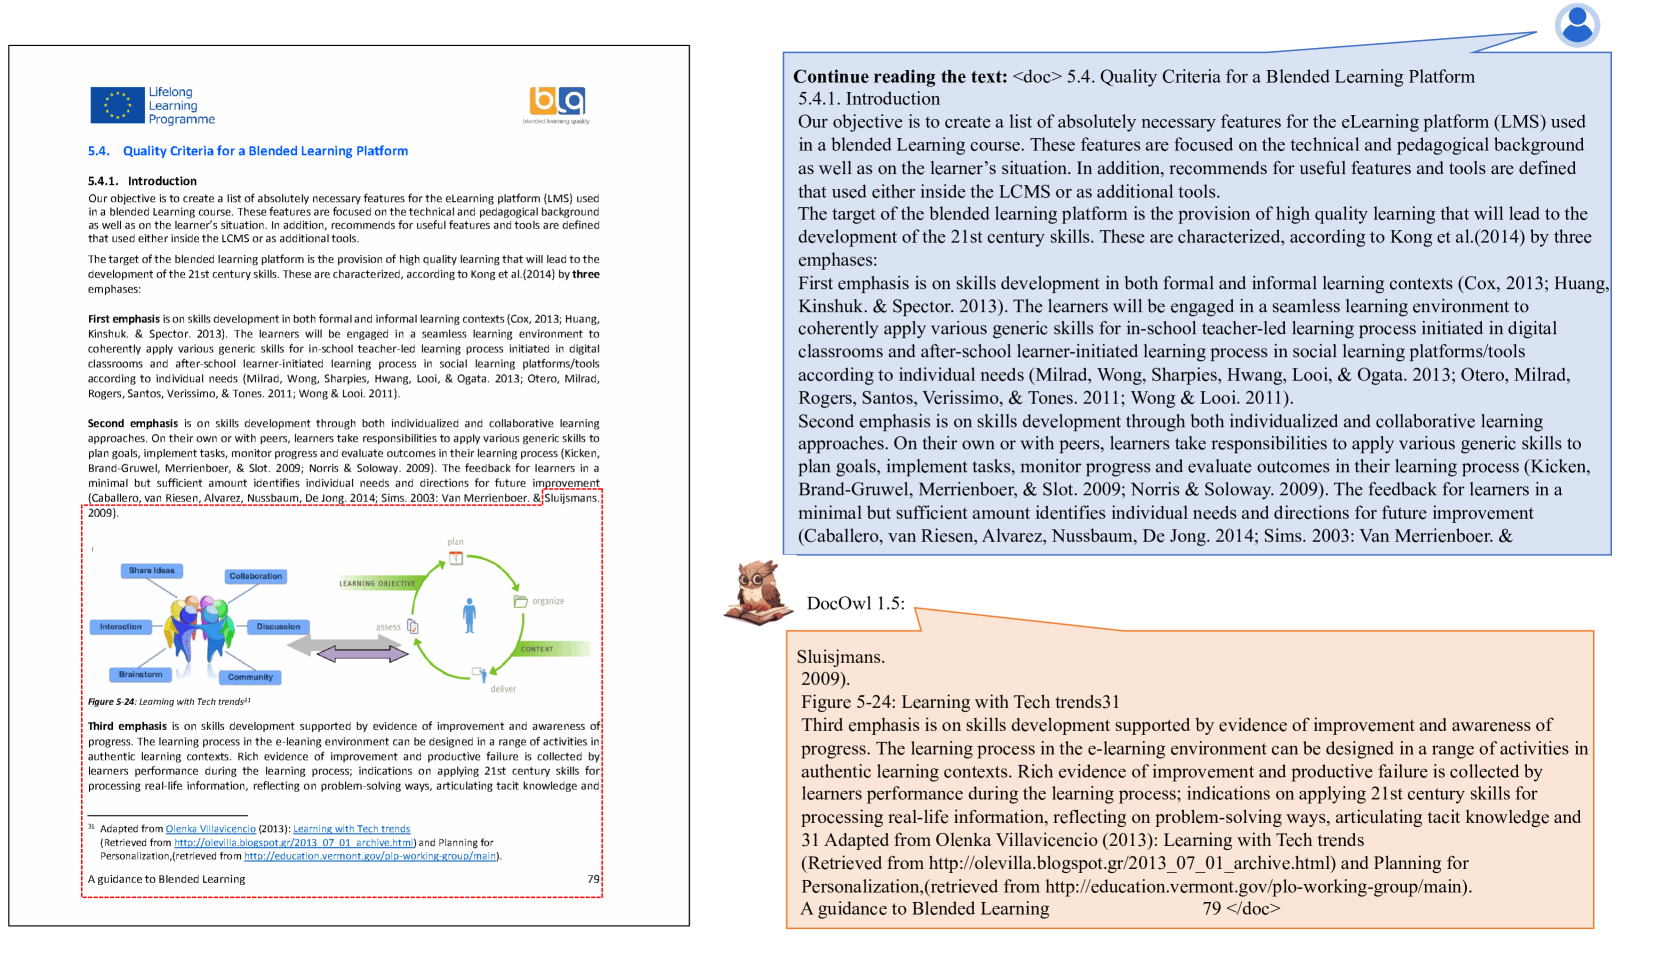 Lifelong
Learning
Programme
blq
blended learning quality
5.4. Quality Criteria for a Blended Learning Platform
5.4.1. Introduction
Our objective is to create a list of absolutely necessary features for the eLearning platform (LMS) used
in a blended Learning course. These features are focused on the technical and pedagogical background
as well as on the learner's situation. In addition, recommends for useful features and tools are defined
that used either inside the LCMS or as additional tools.
The target of the blended learning platform is the provision of high quality learning that will lead to the
development of the 21st century skills. These are characterized, according to Kong et al.(2014) by three
emphases:
First emphasis is on skills development in both formal and informal learning contexts (Cox, 2013; Huang,
Kinshuk. & Spector. 2013). The learners will be engaged in a seamless learning environment to
coherently apply various generic skills for in-school teacher-led learning process initiated in digital
classrooms and after-school learner-initiated learning process in social learning platforms/tools
according to individual needs (Milrad, Wong, Sharpies, Hwang, Looi, & Ogata. 2013; Otero, Milrad,
Rogers, Santos, Verissimo, & Tones. 2011; Wong & Looi. 2011).
Second emphasis is on skills development through both individualized and collaborative learning
approaches. On their own or with peers, learners take responsibilities to apply various generic skills to
plan goals, implement tasks, monitor progress and evaluate outcomes in their learning process (Kicken,
Brand-Gruwel, Merrienboer, & Slot. 2009; Norris & Soloway. 2009). The feedback for learners in a
minimal but sufficient amount identifies individual needs and directions for future improvement
(Caballero, van Riesen, Alvarez, Nussbaum, De Jong. 2014; Sims. 2003: Van Merrienboer. & Sluijsmans.
2009).
Share Ideas
Collaboration
Interaction
Discussion
Brainstorm
Community
plan
LEARNING OBJECTIVE
organize
assess
CONTENT
deliver
Figure 5-24: Learning with Tech trends31
Third emphasis is on skills development supported by evidence of improvement and awareness of
progress. The learning process in the e-leaning environment can be designed in a range of activities in
authentic learning contexts. Rich evidence of improvement and productive failure is collected by
learners performance during the learning process; indications on applying 21st century skills for
processing real-life information, reflecting on problem-solving ways, articulating tacit knowledge and
31 Adapted from Olenka Villavicencio (2013): Learning with Tech trends
(Retrieved from http://olevilla.blogspot.gr/2013_07_01_archive.html) and Planning for
Personalization,(retrieved from http://education.vermont.gov/plp-working-group/main).
A guidance to Blended Learning 79
Continue reading the text: <doc> 5.4. Quality Criteria for a Blended Learning Platform
5.4.1. Introduction
Our objective is to create a list of absolutely necessary features for the eLearning platform (LMS) used
in a blended Learning course. These features are focused on the technical and pedagogical background
as well as on the learner's situation. In addition, recommends for useful features and tools are defined
that used either inside the LCMS or as additional tools.
The target of the blended learning platform is the provision of high quality learning that will lead to the
development of the 21st century skills. These are characterized, according to Kong et al.(2014) by three
emphases:
First emphasis is on skills development in both formal and informal learning contexts (Cox, 2013; Huang,
Kinshuk. & Spector. 2013). The learners will be engaged in a seamless learning environment to
coherently apply various generic skills for in-school teacher-led learning process initiated in digital
classrooms and after-school learner-initiated learning process in social learning platforms/tools
according to individual needs (Milrad, Wong, Sharpies, Hwang, Looi, & Ogata. 2013; Otero, Milrad,
Rogers, Santos, Verissimo, & Tones. 2011; Wong & Looi. 2011).
Second emphasis is on skills development through both individualized and collaborative learning
approaches. On their own or with peers, learners take responsibilities to apply various generic skills to
plan goals, implement tasks, monitor progress and evaluate outcomes in their learning process (Kicken,
Brand-Gruwel, Merrienboer, & Slot. 2009; Norris & Soloway. 2009). The feedback for learners in a
minimal but sufficient amount identifies individual needs and directions for future improvement
(Caballero, van Riesen, Alvarez, Nussbaum, De Jong. 2014; Sims. 2003: Van Merrienboer. &
DocOwl 1.5:
Sluisjmans.
2009).
Figure 5-24: Learning with Tech trends31
Third emphasis is on skills development supported by evidence of improvement and awareness of
progress. The learning process in the e-learning environment can be designed in a range of activities in
authentic learning contexts. Rich evidence of improvement and productive failure is collected by
learners performance during the learning process; indications on applying 21st century skills for
processing real-life information, reflecting on problem-solving ways, articulating tacit knowledge and
31 Adapted from Olenka Villavicencio (2013): Learning with Tech trends
(Retrieved from http://olevilla.blogspot.gr/2013_07_01_archive.html) and Planning for
Personalization,(retrieved from http://education.vermont.gov/plo-working-group/main).
A guidance to Blended Learning 79 </doc>